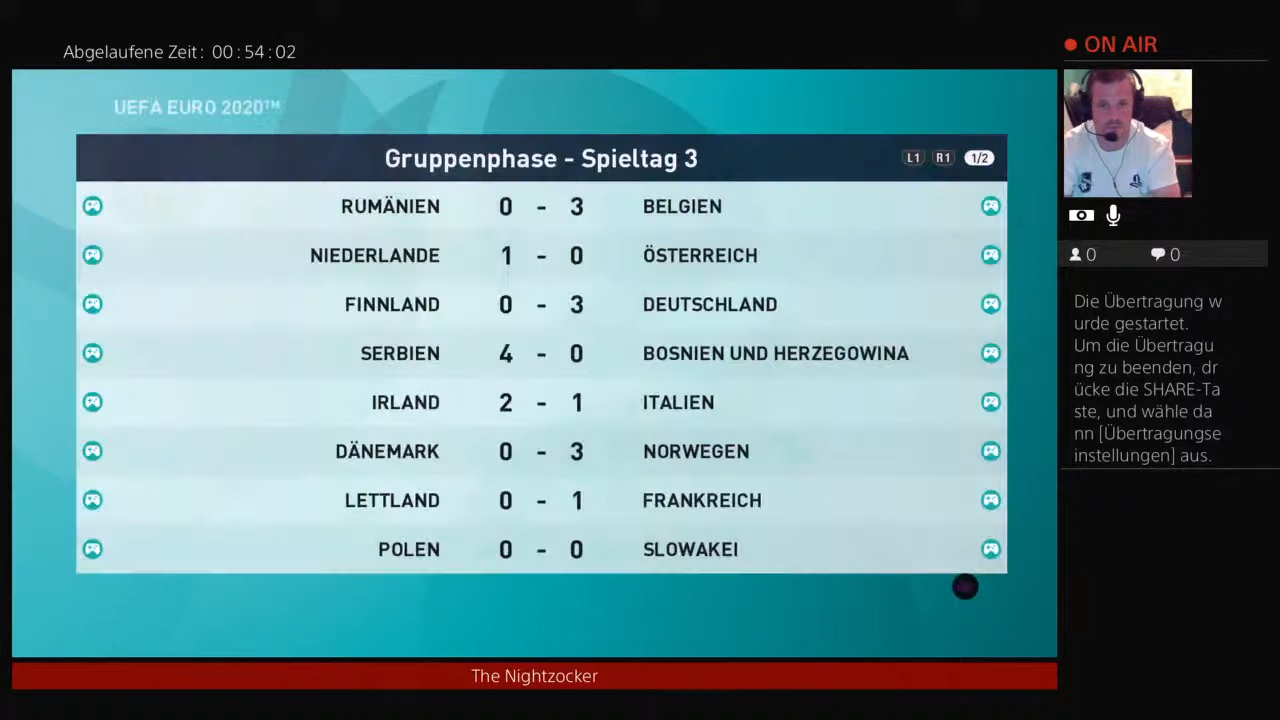 Abgelaufene Zeit: 00:54:02
ON AIR
UEFA EURO 2020™
Gruppenphase - Spieltag 3
L1 R1 1/2
RUMÄNIEN 0 - 3 BELGIEN
NIEDERLANDE 1 - 0 ÖSTERREICH
FINNLAND 0 - 3 DEUTSCHLAND
SERBIEN 4 - 0 BOSNIEN UND HERZEGOWINA
IRLAND 2 - 1 ITALIEN
DÄNEMARK 0 - 3 NORWEGEN
LETTLAND 0 - 1 FRANKREICH
POLEN 0 - 0 SLOWAKEI
0 0
Die Übertragung w
urde gestartet.
Um die Übertragu
ng zu beenden, dr
ücke die SHARE-Ta
ste, und wähle da
nn [Übertragungse
instellungen] aus.
The Nightzocker